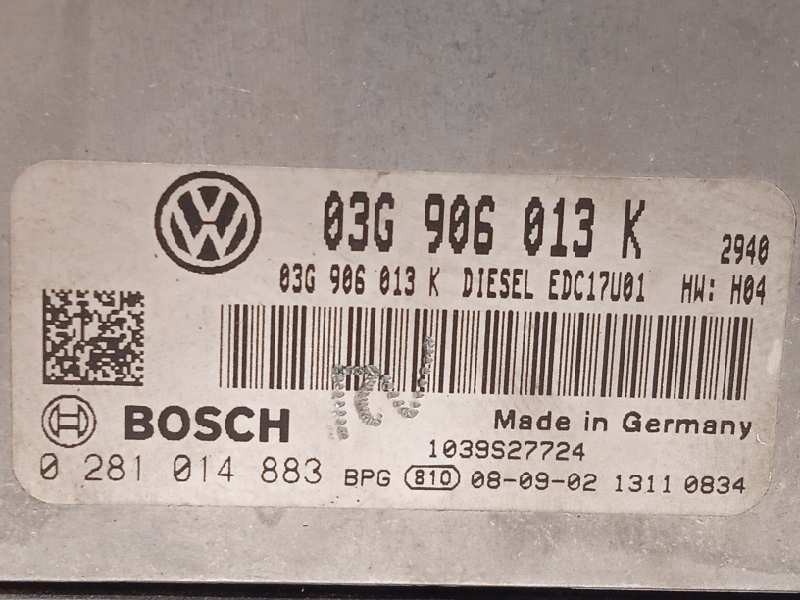 03G 906 013 K 2940
03G 906 013 K DIESEL EDC17U01 HW: H04
BOSCH Made in Germany
1039S27724
0 281 014 883 BPG 810 08-09-02 1311 0834